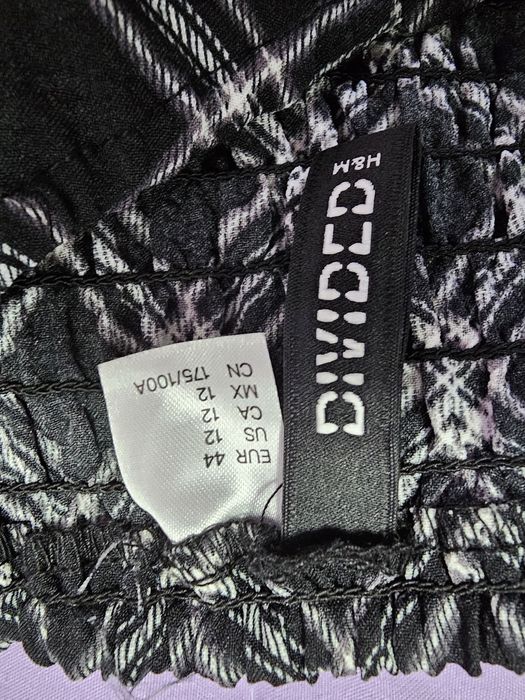 DIVIDED
H&M
EUR 44
US 12
CA 12
MX 12
CN 175/100A